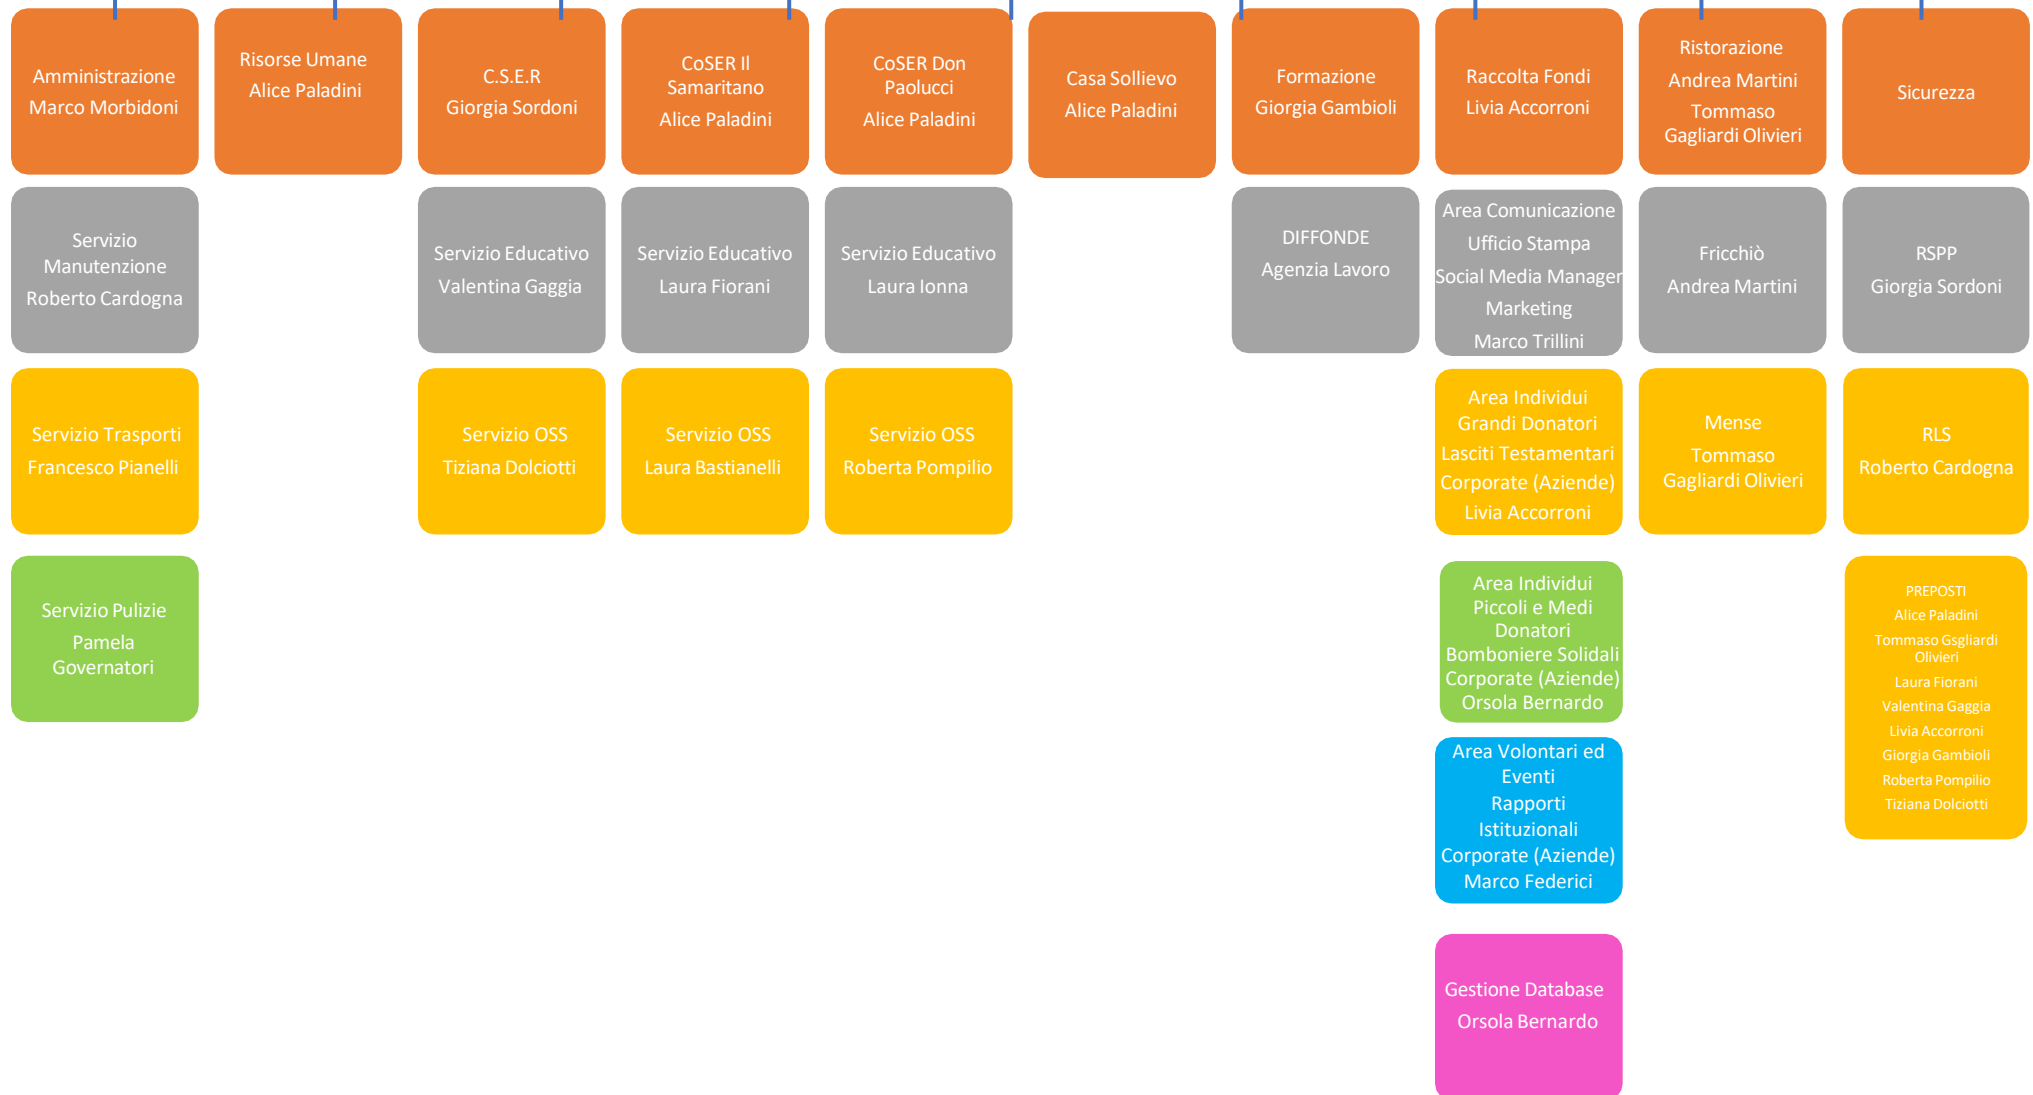 Amministrazione
Marco Morbidoni
Risorse Umane
Alice Paladini
C.S.E.R
Giorgia Sordoni
CoSER Il
Samaritano
Alice Paladini
CoSER Don
Paolucci
Alice Paladini
Casa Sollievo
Alice Paladini
Formazione
Giorgia Gambioli
Raccolta Fondi
Livia Accorroni
Ristorazione
Andrea Martini
Tommaso
Gagliardi Olivieri
Sicurezza
Servizio
Manutenzione
Roberto Cardogna
Servizio Educativo
Valentina Gaggia
Servizio Educativo
Laura Fiorani
Servizio Educativo
Laura Ionna
DIFFONDE
Agenzia Lavoro
Area Comunicazione
Ufficio Stampa
Social Media Manager
Marketing
Marco Trillini
Fricchiò
Andrea Martini
RSPP
Giorgia Sordoni
Servizio Trasporti
Francesco Pianelli
Servizio OSS
Tiziana Dolciotti
Servizio OSS
Laura Bastianelli
Servizio OSS
Roberta Pompilio
Area Individui
Grandi Donatori
Lasciti Testamentari
Corporate (Aziende)
Livia Accorroni
Mense
Tommaso
Gagliardi Olivieri
RLS
Roberto Cardogna
Servizio Pulizie
Pamela
Governatori
Area Individui
Piccoli e Medi
Donatori
Bomboniere Solidali
Corporate (Aziende)
Orsola Bernardo
PREPOSTI
Alice Paladini
Tommaso Gsgliardi
Olivieri
Laura Fiorani
Valentina Gaggia
Livia Accorroni
Giorgia Gambioli
Roberta Pompilio
Tiziana Dolciotti
Area Volontari ed
Eventi
Rapporti
Istituzionali
Corporate (Aziende)
Marco Federici
Gestione Database
Orsola Bernardo